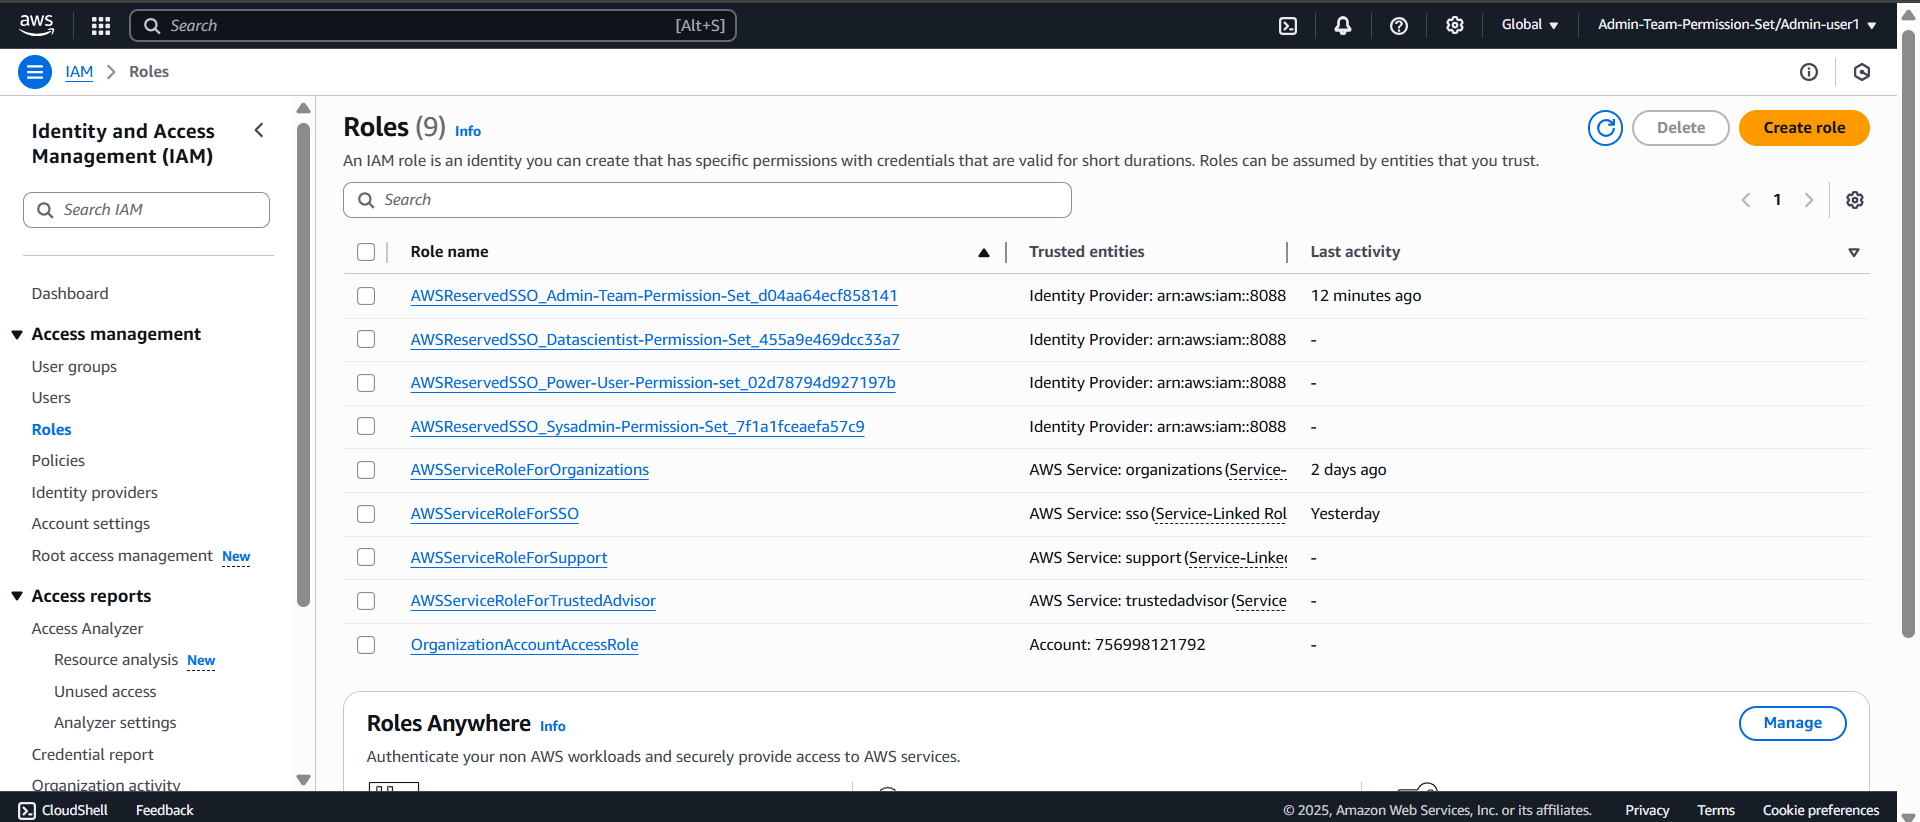 aws
Search [Alt+S]
Global
Admin-Team-Permission-Set/Admin-user1
IAM
Roles
Identity and Access
Management (IAM)
Search IAM
Dashboard
Access management
User groups
Users
Roles
Policies
Identity providers
Account settings
Root access management New
Access reports
Access Analyzer
Resource analysis New
Unused access
Analyzer settings
Credential report
Organization activity
Roles (9) Info
Delete
Create role
An IAM role is an identity you can create that has specific permissions with credentials that are valid for short durations. Roles can be assumed by entities that you trust.
Search
1
Role name Trusted entities Last activity
AWSReservedSSO_Admin-Team-Permission-Set_d04aa64ecf858141 Identity Provider: arn:aws:iam::8088 12 minutes ago
AWSReservedSSO_Datascientist-Permission-Set_455a9e469dcc33a7 Identity Provider: arn:aws:iam::8088 -
AWSReservedSSO_Power-User-Permission-set_02d78794d927197b Identity Provider: arn:aws:iam::8088 -
AWSReservedSSO_Sysadmin-Permission-Set_7f1a1fceaefa57c9 Identity Provider: arn:aws:iam::8088 -
AWSServiceRoleForOrganizations AWS Service: organizations (Service- 2 days ago
AWSServiceRoleForSSO AWS Service: sso (Service-Linked Rol Yesterday
AWSServiceRoleForSupport AWS Service: support (Service-Linked -
AWSServiceRoleForTrustedAdvisor AWS Service: trustedadvisor (Service -
OrganizationAccountAccessRole Account: 756998121792 -
Roles Anywhere Info
Manage
Authenticate your non AWS workloads and securely provide access to AWS services.
CloudShell Feedback
© 2025, Amazon Web Services, Inc. or its affiliates. Privacy Terms Cookie preferences